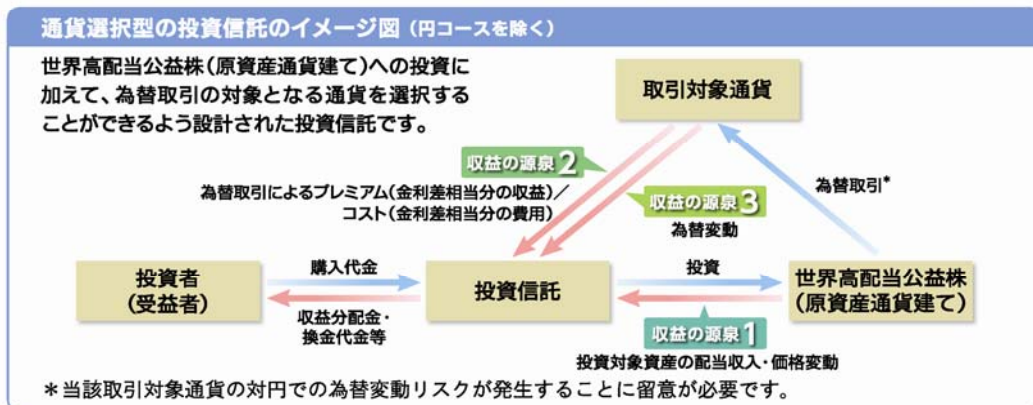 通貨選択型の投資信託のイメージ図（円コースを除く）
世界高配当公益株（原資産通貨建て）への投資に
加えて、為替取引の対象となる通貨を選択する
ことができるよう設計された投資信託です。
取引対象通貨
収益の源泉2
為替取引によるプレミアム（金利差相当分の収益）／
コスト（金利差相当分の費用）
収益の源泉3
為替変動
為替取引*
投資者
（受益者）
購入代金
収益分配金・
換金代金等
投資信託
投資
収益の源泉1
投資対象資産の配当収入・価格変動
世界高配当公益株
（原資産通貨建て）
＊当該取引対象通貨の対円での為替変動リスクが発生することに留意が必要です。